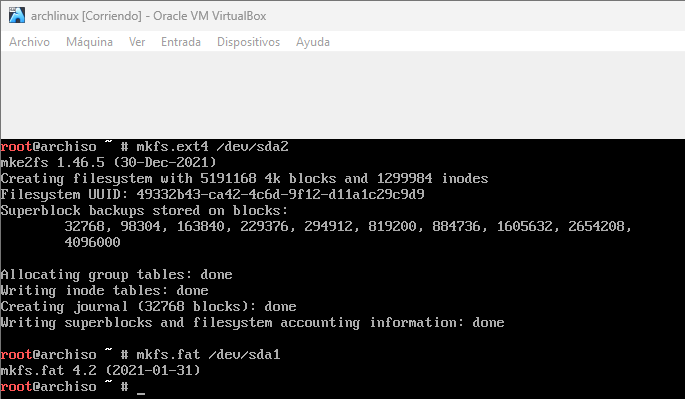 archlinux [Corriendo] - Oracle VM VirtualBox
Archivo Máquina Ver Entrada Dispositivos Ayuda
root@archiso ~ # mkfs.ext4 /dev/sda2
mke2fs 1.46.5 (30-Dec-2021)
Creating filesystem with 5191168 4k blocks and 1299984 inodes
Filesystem UUID: 49332b43-ca42-4c6d-9f12-d11a1c29c9d9
Superblock backups stored on blocks:
32768, 98304, 163840, 229376, 294912, 819200, 884736, 1605632, 2654208,
4096000
Allocating group tables: done
Writing inode tables: done
Creating journal (32768 blocks): done
Writing superblocks and filesystem accounting information: done
root@archiso ~ # mkfs.fat /dev/sda1
mkfs.fat 4.2 (2021-01-31)
root@archiso ~ # _